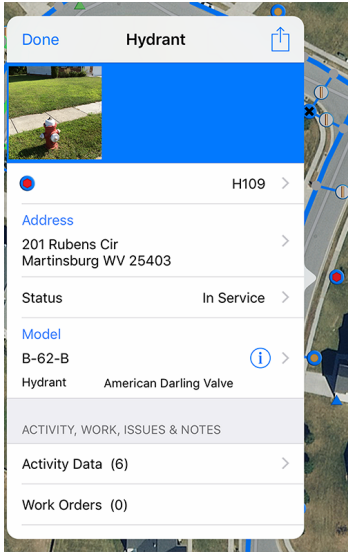 Done Hydrant
H109
Address
201 Rubens Cir
Martinsburg WV 25403
Status In Service
Model
B-62-B i
Hydrant American Darling Valve
ACTIVITY, WORK, ISSUES & NOTES
Activity Data (6)
Work Orders (0)